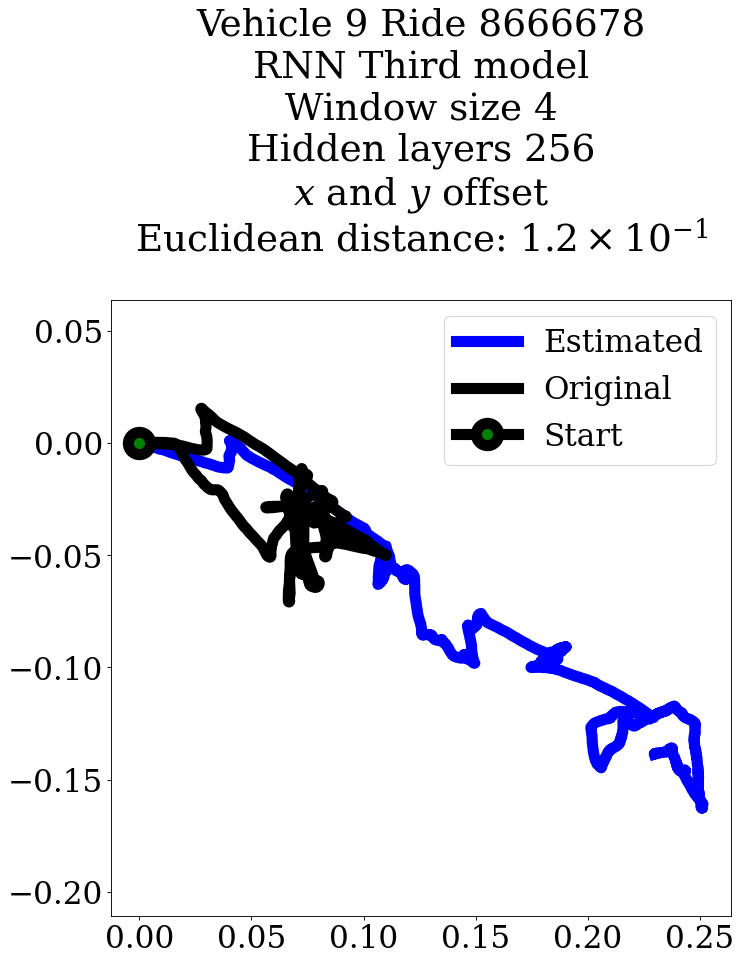 Vehicle 9 Ride 8666678
RNN Third model
Window size 4
Hidden layers 256
x and y offset
Euclidean distance: 1.2 × 10⁻¹
Estimated
Original
Start
0.05
0.00
−0.05
−0.10
−0.15
−0.20
0.00 0.05 0.10 0.15 0.20 0.25